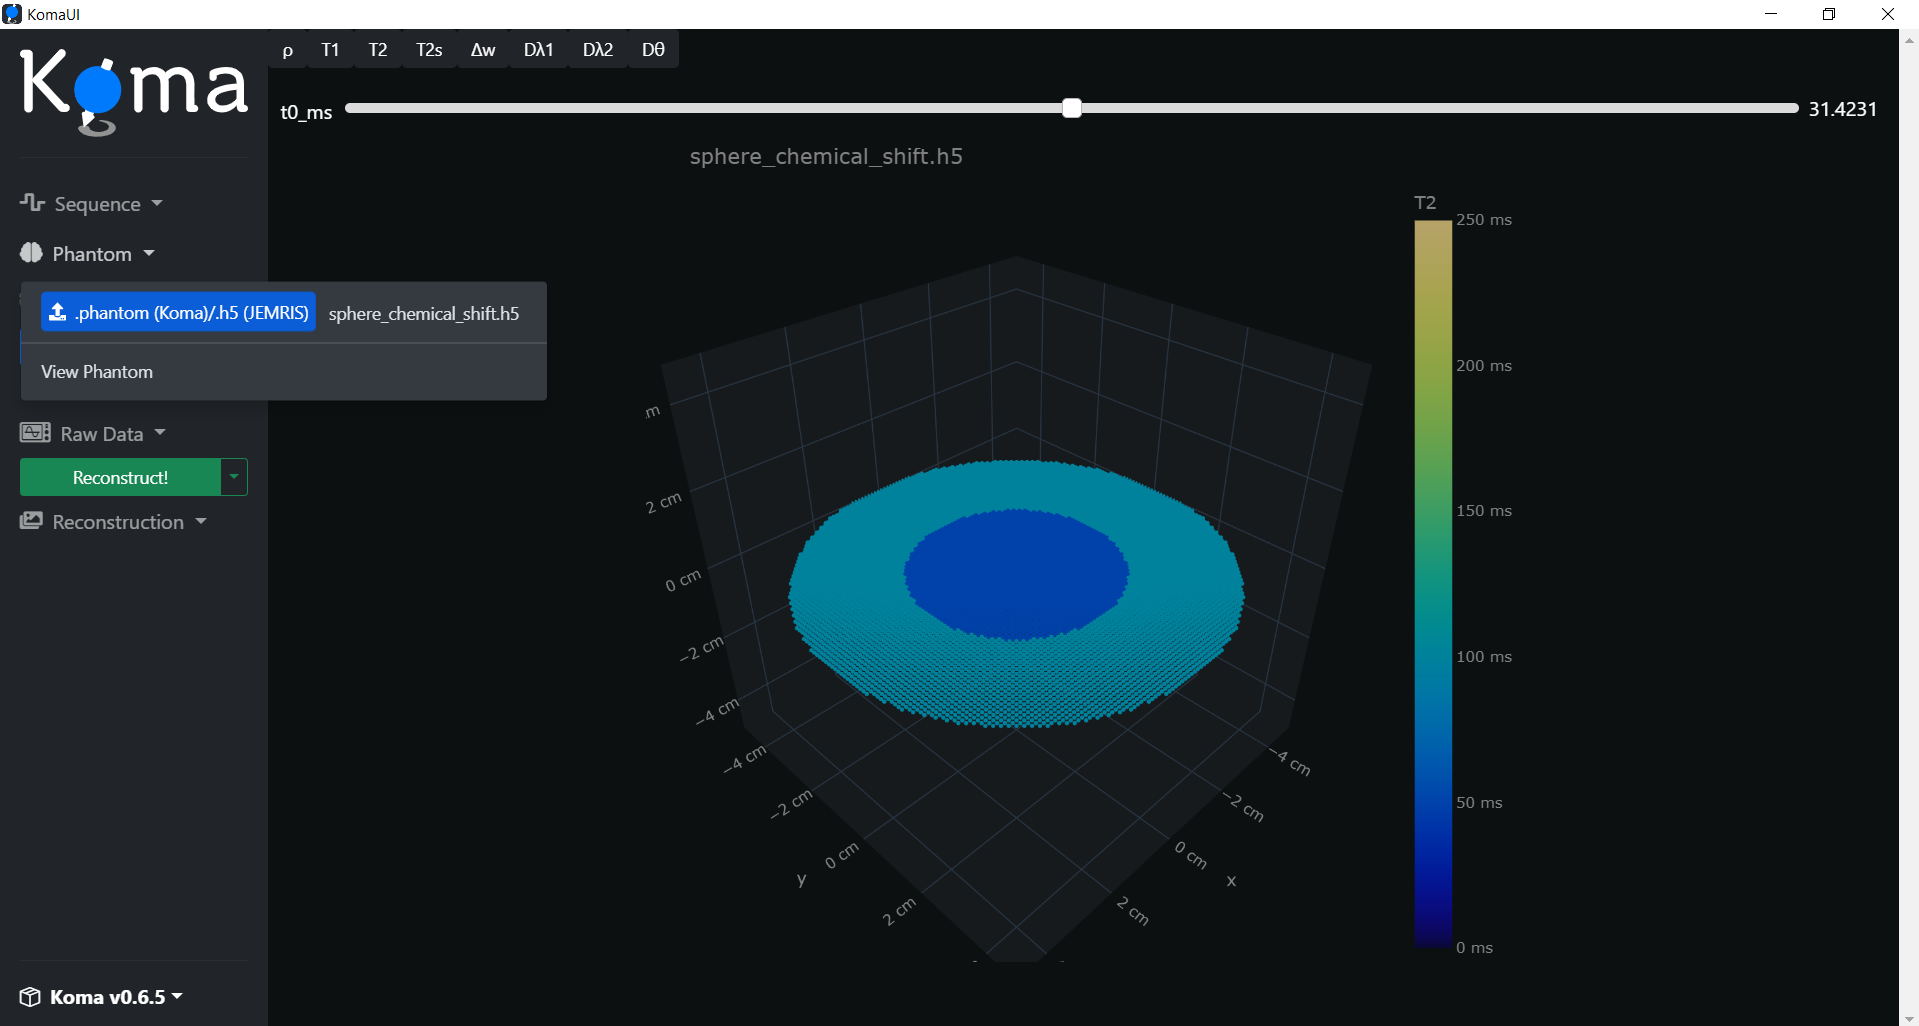 KomaUI
Koma
ρ T1 T2 T2s Δw Dλ1 Dλ2 Dθ
t0_ms 31.4231
sphere_chemical_shift.h5
Sequence
Phantom
.phantom (Koma)/.h5 (JEMRIS) sphere_chemical_shift.h5
View Phantom
Raw Data
Reconstruct!
Reconstruction
Koma v0.6.5
T2
250 ms
200 ms
150 ms
100 ms
50 ms
0 ms
m
2 cm
0 cm
−2 cm
−4 cm
−4 cm
−2 cm
0 cm
y
2 cm
−4 cm
−2 cm
0 cm
x
2 cm